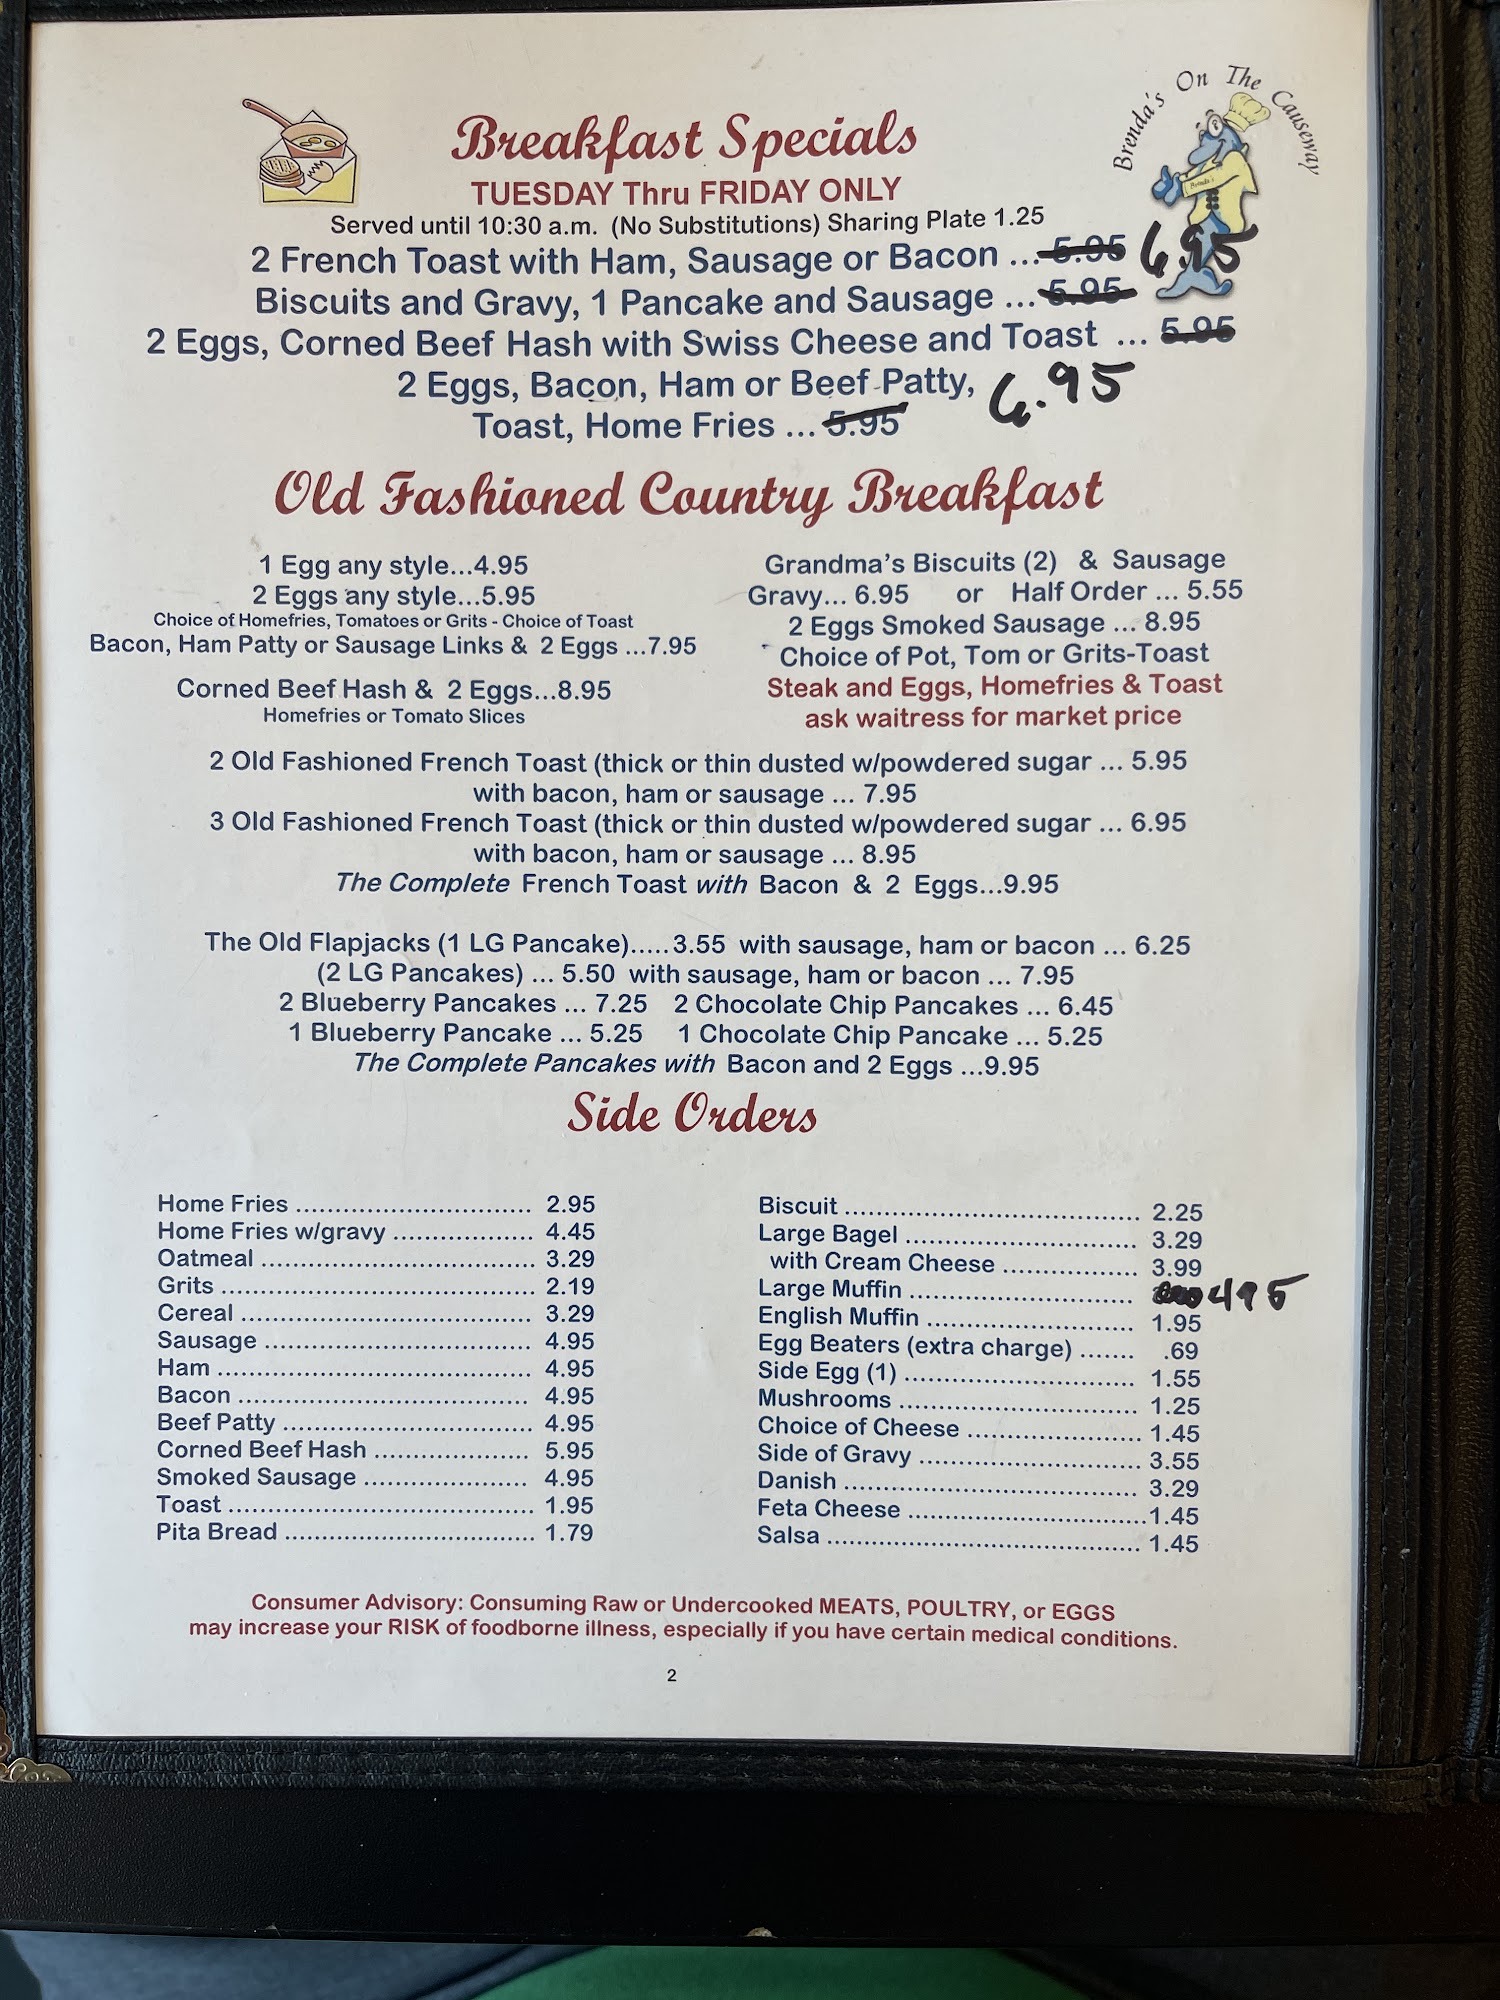 Brenda's On The Causeway
Breakfast Specials
TUESDAY Thru FRIDAY ONLY
Served until 10:30 a.m. (No Substitutions) Sharing Plate 1.25
2 French Toast with Ham, Sausage or Bacon ... 5.95 6.95
Biscuits and Gravy, 1 Pancake and Sausage ... 5.95
2 Eggs, Corned Beef Hash with Swiss Cheese and Toast ... 5.95
2 Eggs, Bacon, Ham or Beef Patty, 6.95
Toast, Home Fries ... 5.95
Old Fashioned Country Breakfast
1 Egg any style...4.95
2 Eggs any style...5.95
Choice of Homefries, Tomatoes or Grits - Choice of Toast
Bacon, Ham Patty or Sausage Links & 2 Eggs ...7.95
Corned Beef Hash & 2 Eggs...8.95
Homefries or Tomato Slices
Grandma's Biscuits (2) & Sausage
Gravy... 6.95 or Half Order ... 5.55
2 Eggs Smoked Sausage ... 8.95
Choice of Pot, Tom or Grits-Toast
Steak and Eggs, Homefries & Toast
ask waitress for market price
2 Old Fashioned French Toast (thick or thin dusted w/powdered sugar ... 5.95
with bacon, ham or sausage ... 7.95
3 Old Fashioned French Toast (thick or thin dusted w/powdered sugar ... 6.95
with bacon, ham or sausage ... 8.95
The Complete French Toast with Bacon & 2 Eggs...9.95
The Old Flapjacks (1 LG Pancake).....3.55 with sausage, ham or bacon ... 6.25
(2 LG Pancakes) ... 5.50 with sausage, ham or bacon ... 7.95
2 Blueberry Pancakes ... 7.25 2 Chocolate Chip Pancakes ... 6.45
1 Blueberry Pancake ... 5.25 1 Chocolate Chip Pancake ... 5.25
The Complete Pancakes with Bacon and 2 Eggs ...9.95
Side Orders
Home Fries ................................ 2.95
Home Fries w/gravy ................... 4.45
Oatmeal ..................................... 3.29
Grits .......................................... 2.19
Cereal ....................................... 3.29
Sausage .................................... 4.95
Ham .......................................... 4.95
Bacon ....................................... 4.95
Beef Patty .................................. 4.95
Corned Beef Hash ..................... 5.95
Smoked Sausage ...................... 4.95
Toast ......................................... 1.95
Pita Bread .................................. 1.79
Biscuit ........................................ 2.25
Large Bagel ................................ 3.29
with Cream Cheese .................. 3.99
Large Muffin .............................. 495
English Muffin ............................ 1.95
Egg Beaters (extra charge) ....... .69
Side Egg (1) ............................... 1.55
Mushrooms ................................ 1.25
Choice of Cheese ........................ 1.45
Side of Gravy .............................. 3.55
Danish ........................................ 3.29
Feta Cheese ................................1.45
Salsa .......................................... 1.45
Consumer Advisory: Consuming Raw or Undercooked MEATS, POULTRY, or EGGS
may increase your RISK of foodborne illness, especially if you have certain medical conditions.
2